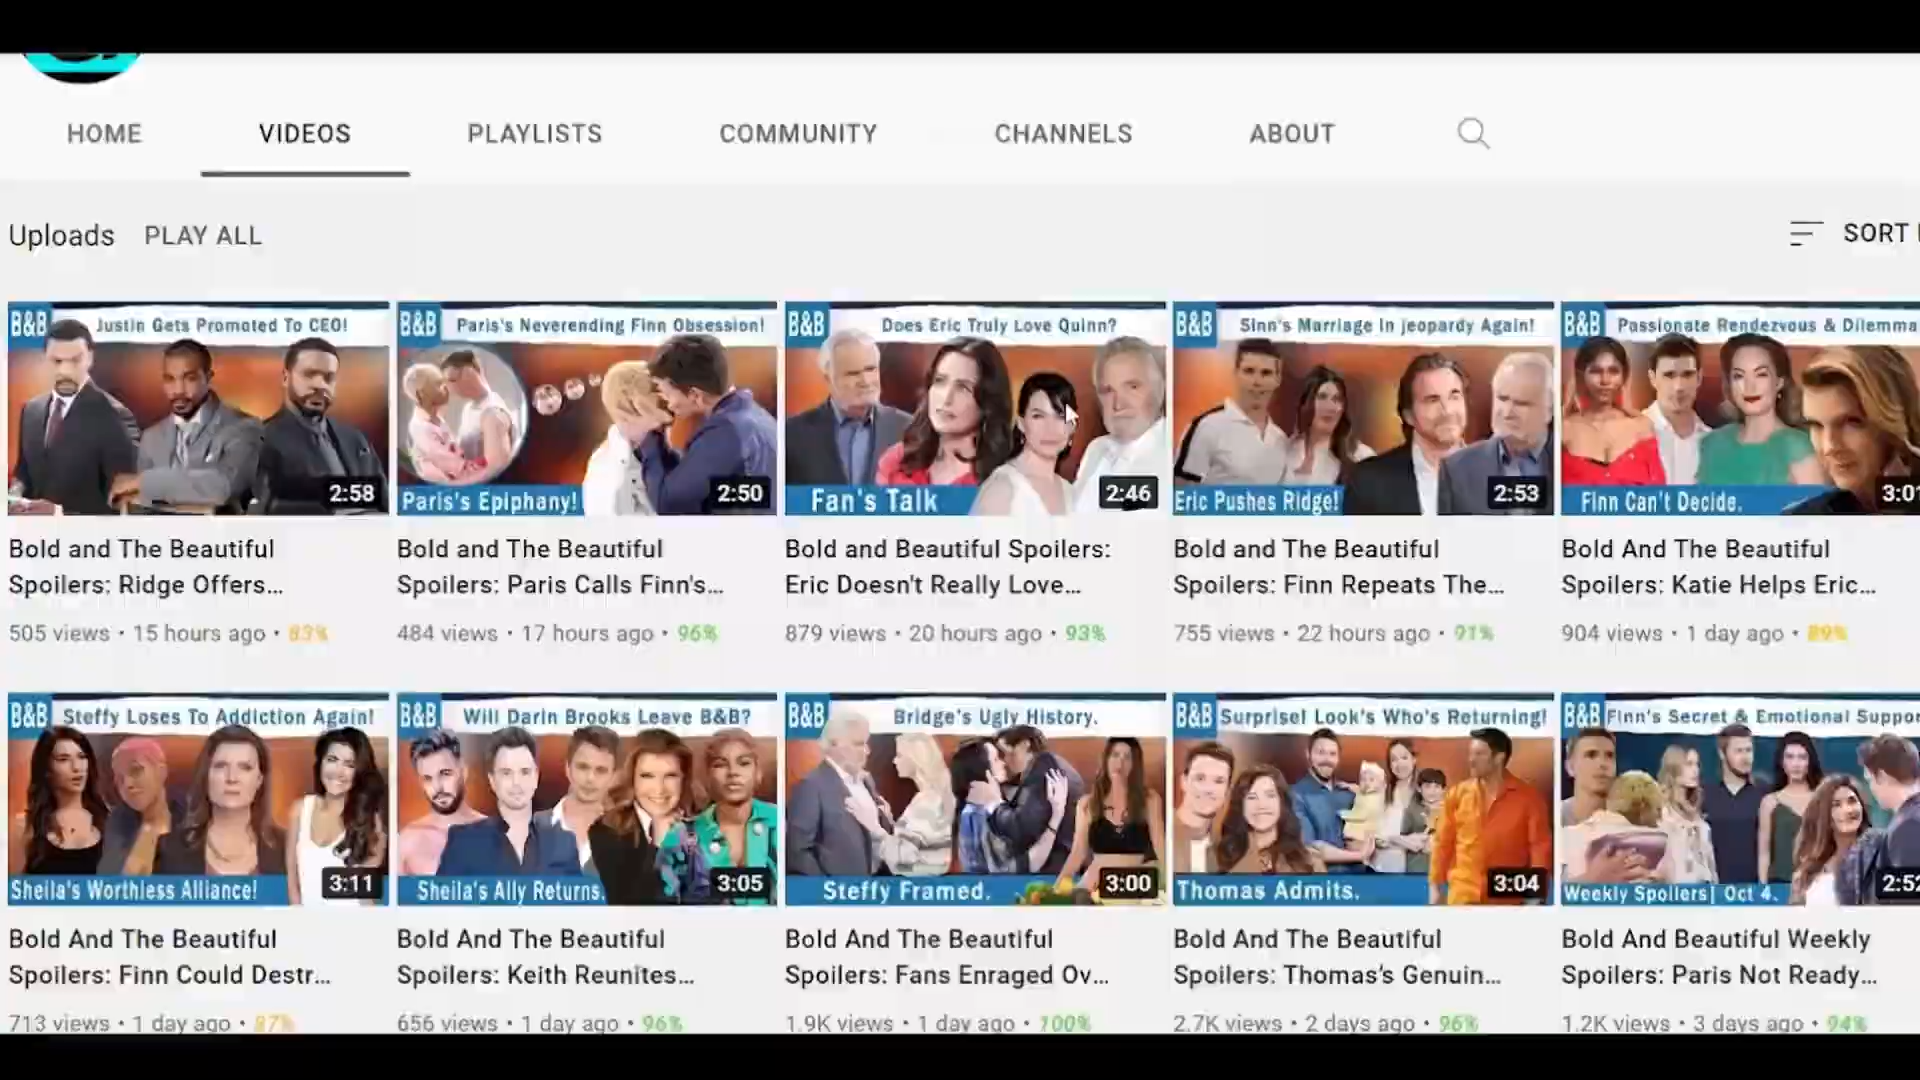 HOME VIDEOS PLAYLISTS COMMUNITY CHANNELS ABOUT
Uploads PLAY ALL
SORT
B&B Justin Gets Promoted To CEO!
2:58
B&B Paris's Neverending Finn Obsession!
Paris's Epiphany! 2:50
B&B Does Eric Truly Love Quinn?
Fan's Talk 2:46
B&B Sinn's Marriage In jeopardy Again!
Eric Pushes Ridge! 2:53
B&B Passionate Rendezvous & Dilemma
Finn Can't Decide. 3:01
Bold and The Beautiful
Spoilers: Ridge Offers...
505 views • 15 hours ago • 83%
Bold and The Beautiful
Spoilers: Paris Calls Finn's...
484 views • 17 hours ago • 96%
Bold and Beautiful Spoilers:
Eric Doesn't Really Love...
879 views • 20 hours ago • 93%
Bold and The Beautiful
Spoilers: Finn Repeats The...
755 views • 22 hours ago • 91%
Bold And The Beautiful
Spoilers: Katie Helps Eric...
904 views • 1 day ago • 89%
B&B Steffy Loses To Addiction Again!
Sheila's Worthless Alliance! 3:11
B&B Will Darin Brooks Leave B&B?
Sheila's Ally Returns. 3:05
B&B Bridge's Ugly History.
Steffy Framed. 3:00
B&B Surprise! Look's Who's Returning!
Thomas Admits. 3:04
B&B Finn's Secret & Emotional Suppor
Weekly Spoilers| Oct 4. 2:52
Bold And The Beautiful
Spoilers: Finn Could Destr...
713 views • 1 day ago • 87%
Bold And The Beautiful
Spoilers: Keith Reunites...
656 views • 1 day ago • 96%
Bold And The Beautiful
Spoilers: Fans Enraged Ov...
1.9K views • 1 day ago • 100%
Bold And The Beautiful
Spoilers: Thomas's Genuin...
2.7K views • 2 days ago • 96%
Bold And Beautiful Weekly
Spoilers: Paris Not Ready...
1.2K views • 3 days ago • 94%